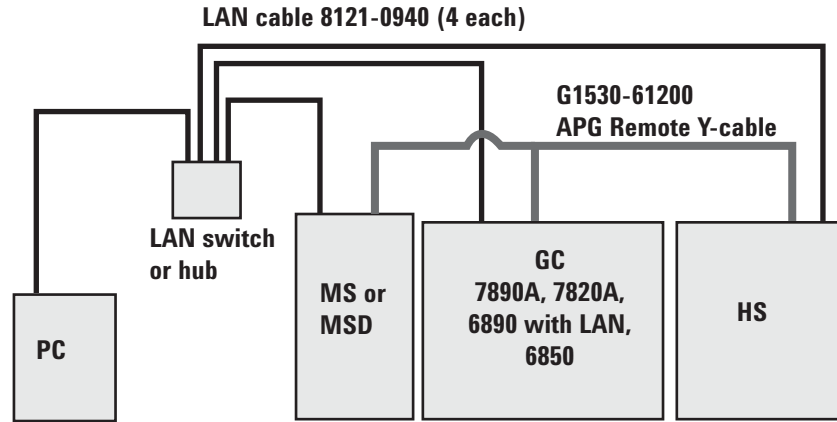 LAN cable 8121-0940 (4 each)
G1530-61200
APG Remote Y-cable
LAN switch
or hub
PC
MS or
MSD
GC
7890A, 7820A,
6890 with LAN,
6850
HS